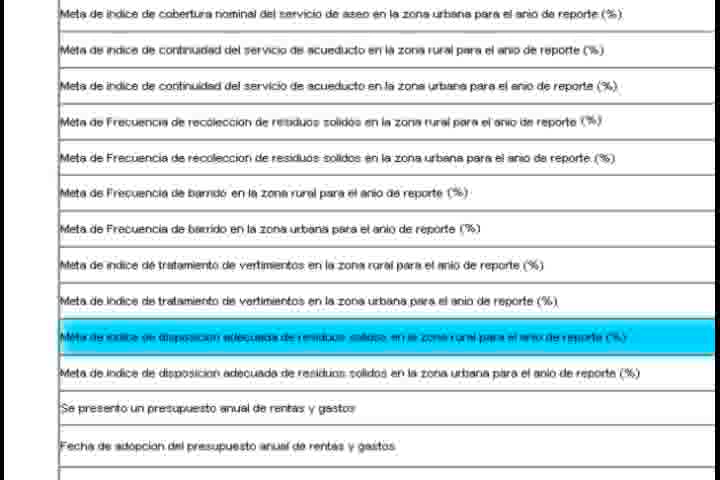 Meta de indice de cobertura nominal del servicio de aseo en la zona urbana para el anio de reporte (%)
Meta de indice de continuidad del servicio de acueducto en la zona rural para el anio de reporte (%)
Meta de indice de continuidad del servicio de acueducto en la zona urbana para el anio de reporte (%)
Meta de Frecuencia de recoleccion de residuos solidos en la zona rural para el anio de reporte (%)
Meta de Frecuencia de recoleccion de residuos solidos en la zona urbana para el anio de reporte (%)
Meta de Frecuencia de barrido en la zona rural para el anio de reporte (%)
Meta de Frecuencia de barrido en la zona urbana para el anio de reporte (%)
Meta de indice de tratamiento de vertimientos en la zona rural para el anio de reporte (%)
Meta de indice de tratamiento de vertimientos en la zona urbana para el anio de reporte (%)
Meta de indice de disposicion adecuada de residuos solidos en la zona rural para el anio de reporte (%)
Meta de indice de disposicion adecuada de residuos solidos en la zona urbana para el anio de reporte (%)
Se presento un presupuesto anual de rentas y gastos
Fecha de adopcion del presupuesto anual de rentas y gastos